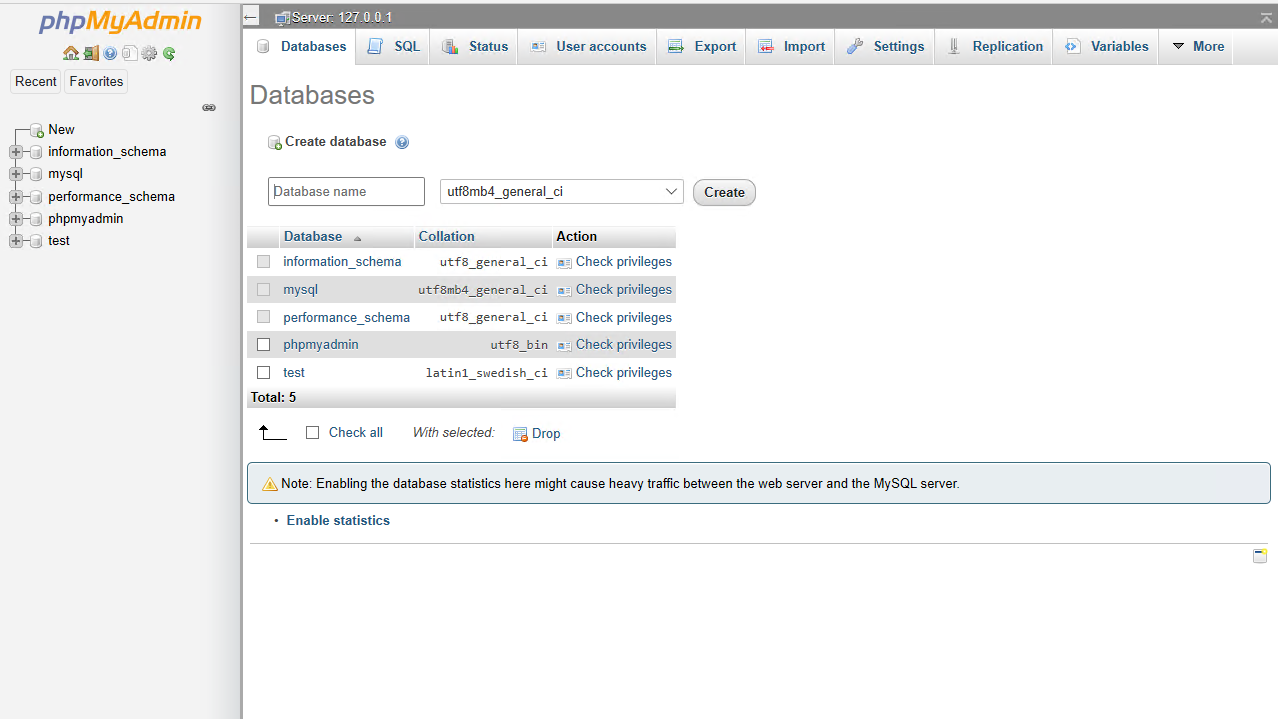 phpMyAdmin
Recent Favorites
New
information_schema
mysql
performance_schema
phpmyadmin
test
Server: 127.0.0.1
Databases SQL Status User accounts Export Import Settings Replication Variables More
Databases
Create database
Database name utf8mb4_general_ci Create
Database Collation Action
information_schema utf8_general_ci Check privileges
mysql utf8mb4_general_ci Check privileges
performance_schema utf8_general_ci Check privileges
phpmyadmin utf8_bin Check privileges
test latin1_swedish_ci Check privileges
Total: 5
Check all With selected: Drop
Note: Enabling the database statistics here might cause heavy traffic between the web server and the MySQL server.
• Enable statistics